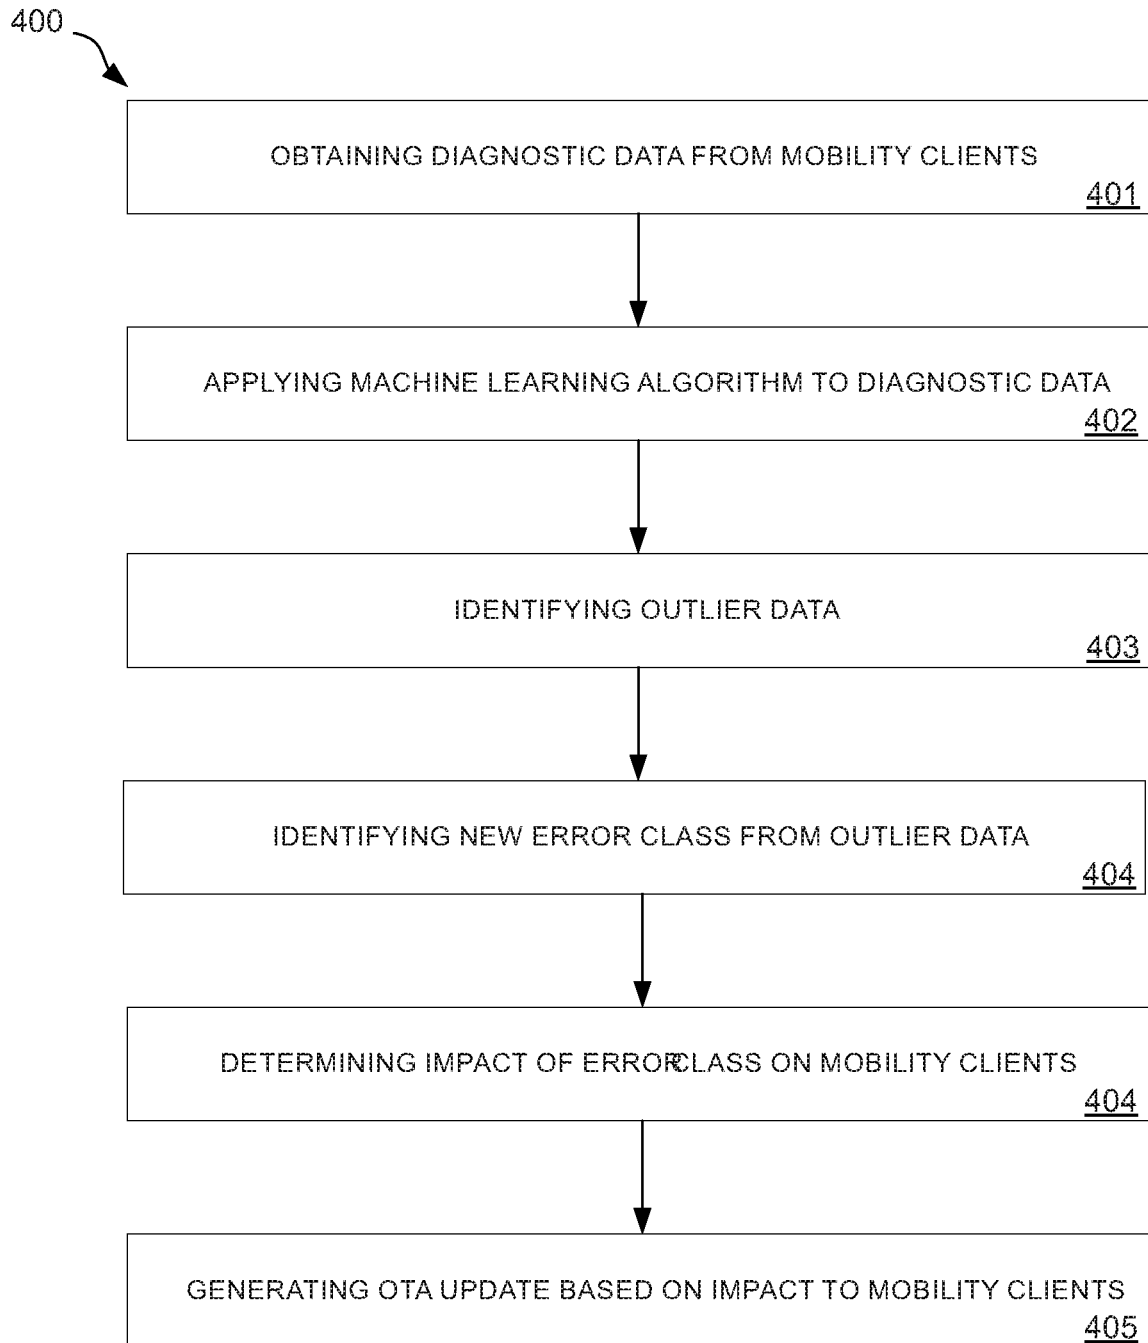 400
OBTAINING DIAGNOSTIC DATA FROM MOBILITY CLIENTS
401
APPLYING MACHINE LEARNING ALGORITHM TO DIAGNOSTIC DATA
402
IDENTIFYING OUTLIER DATA
403
IDENTIFYING NEW ERROR CLASS FROM OUTLIER DATA
404
DETERMINING IMPACT OF ERROR CLASS ON MOBILITY CLIENTS
404
GENERATING OTA UPDATE BASED ON IMPACT TO MOBILITY CLIENTS
405